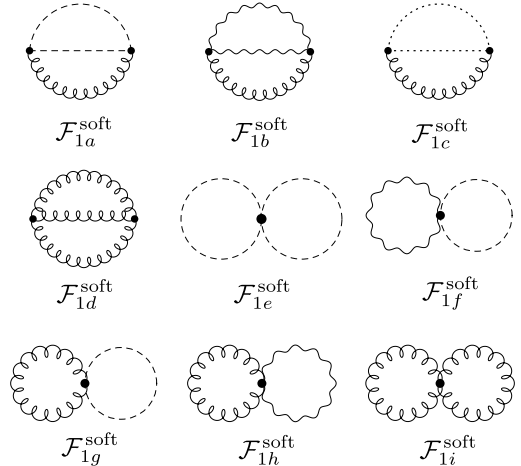 $\mathcal{F}_{1a}^{\text{soft}}$ $\mathcal{F}_{1b}^{\text{soft}}$ $\mathcal{F}_{1c}^{\text{soft}}$
$\mathcal{F}_{1d}^{\text{soft}}$ $\mathcal{F}_{1e}^{\text{soft}}$ $\mathcal{F}_{1f}^{\text{soft}}$
$\mathcal{F}_{1g}^{\text{soft}}$ $\mathcal{F}_{1h}^{\text{soft}}$ $\mathcal{F}_{1i}^{\text{soft}}$